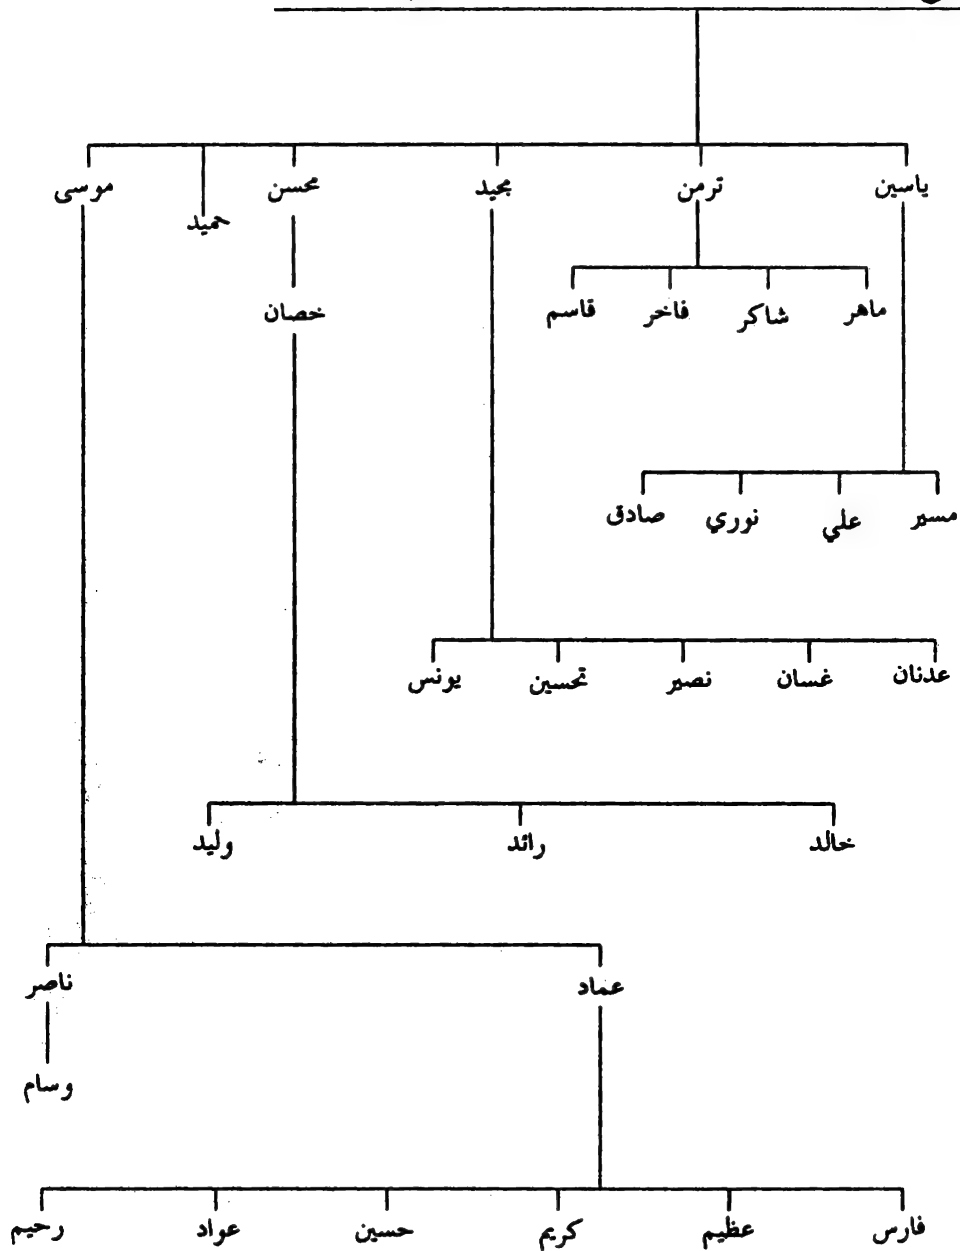 ياسين ترمن مجيد محسن حميد موسى
ماهر شاكر فاخر قاسم
خصان
مسير علي نوري صادق
عدنان غسان نصير تحسين يونس
خالد رائد وليد
عماد ناصر
وسام
فارس عظيم كريم حسين عواد رحيم